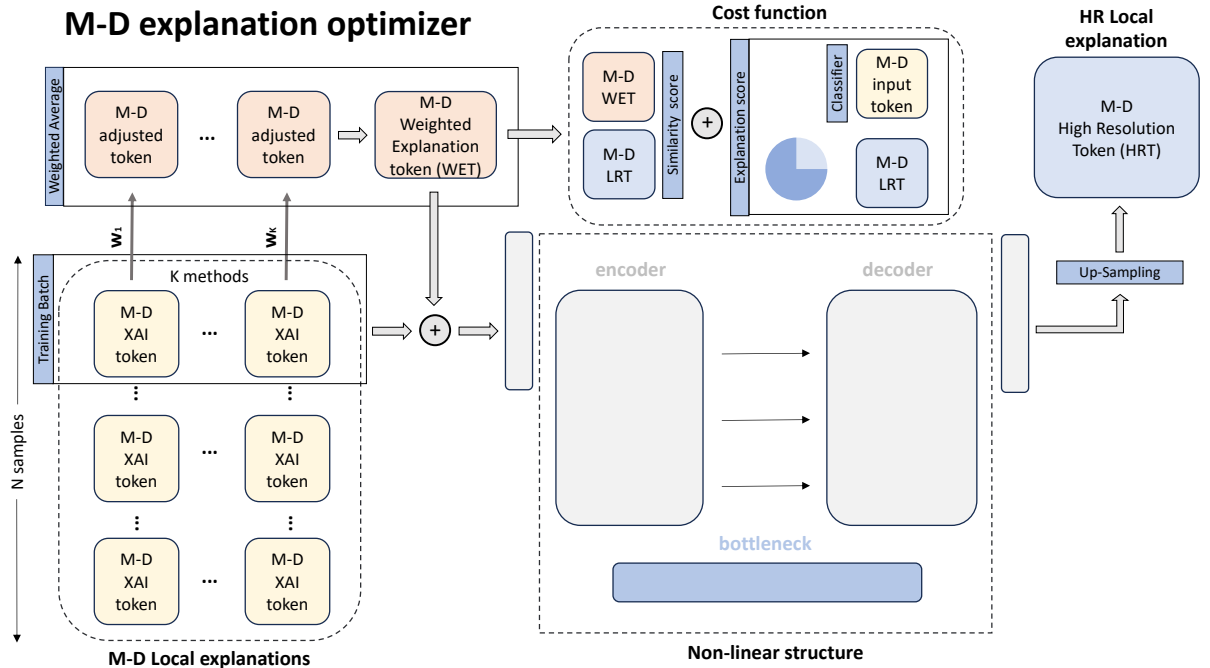 M-D explanation optimizer
Weighted Average
M-D
adjusted
token
...
M-D
adjusted
token
M-D
Weighted
Explanation
token (WET)
Cost function
M-D
WET
M-D
LRT
Similarity score
+
Explanation score
Classifier
M-D
input
token
M-D
LRT
HR Local
explanation
M-D
High Resolution
Token (HRT)
Up-Sampling
W1
Wk
N samples
Training Batch
K methods
M-D
XAI
token
...
M-D
XAI
token
...
...
M-D
XAI
token
...
M-D
XAI
token
...
...
M-D
XAI
token
...
M-D
XAI
token
M-D Local explanations
+
encoder
decoder
bottleneck
Non-linear structure